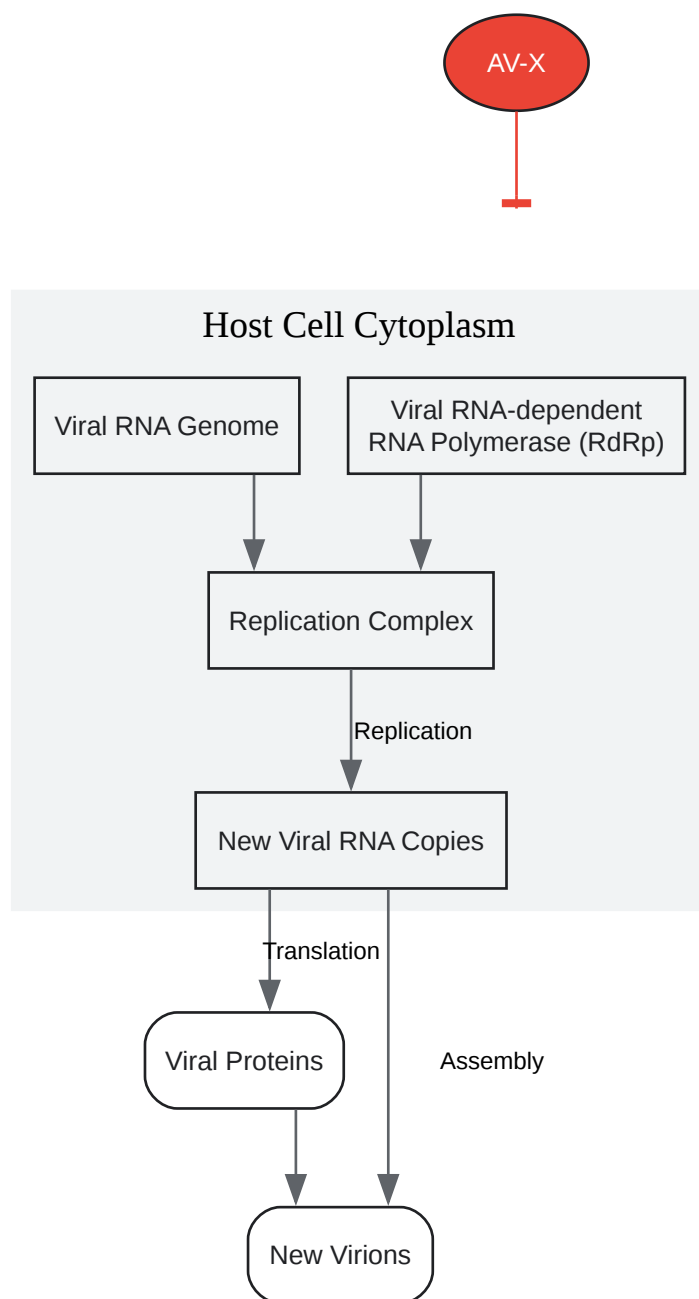 AV-X
Host Cell Cytoplasm
Viral RNA Genome
Viral RNA-dependent
RNA Polymerase (RdRp)
Replication Complex
Replication
New Viral RNA Copies
Translation
Viral Proteins
Assembly
New Virions